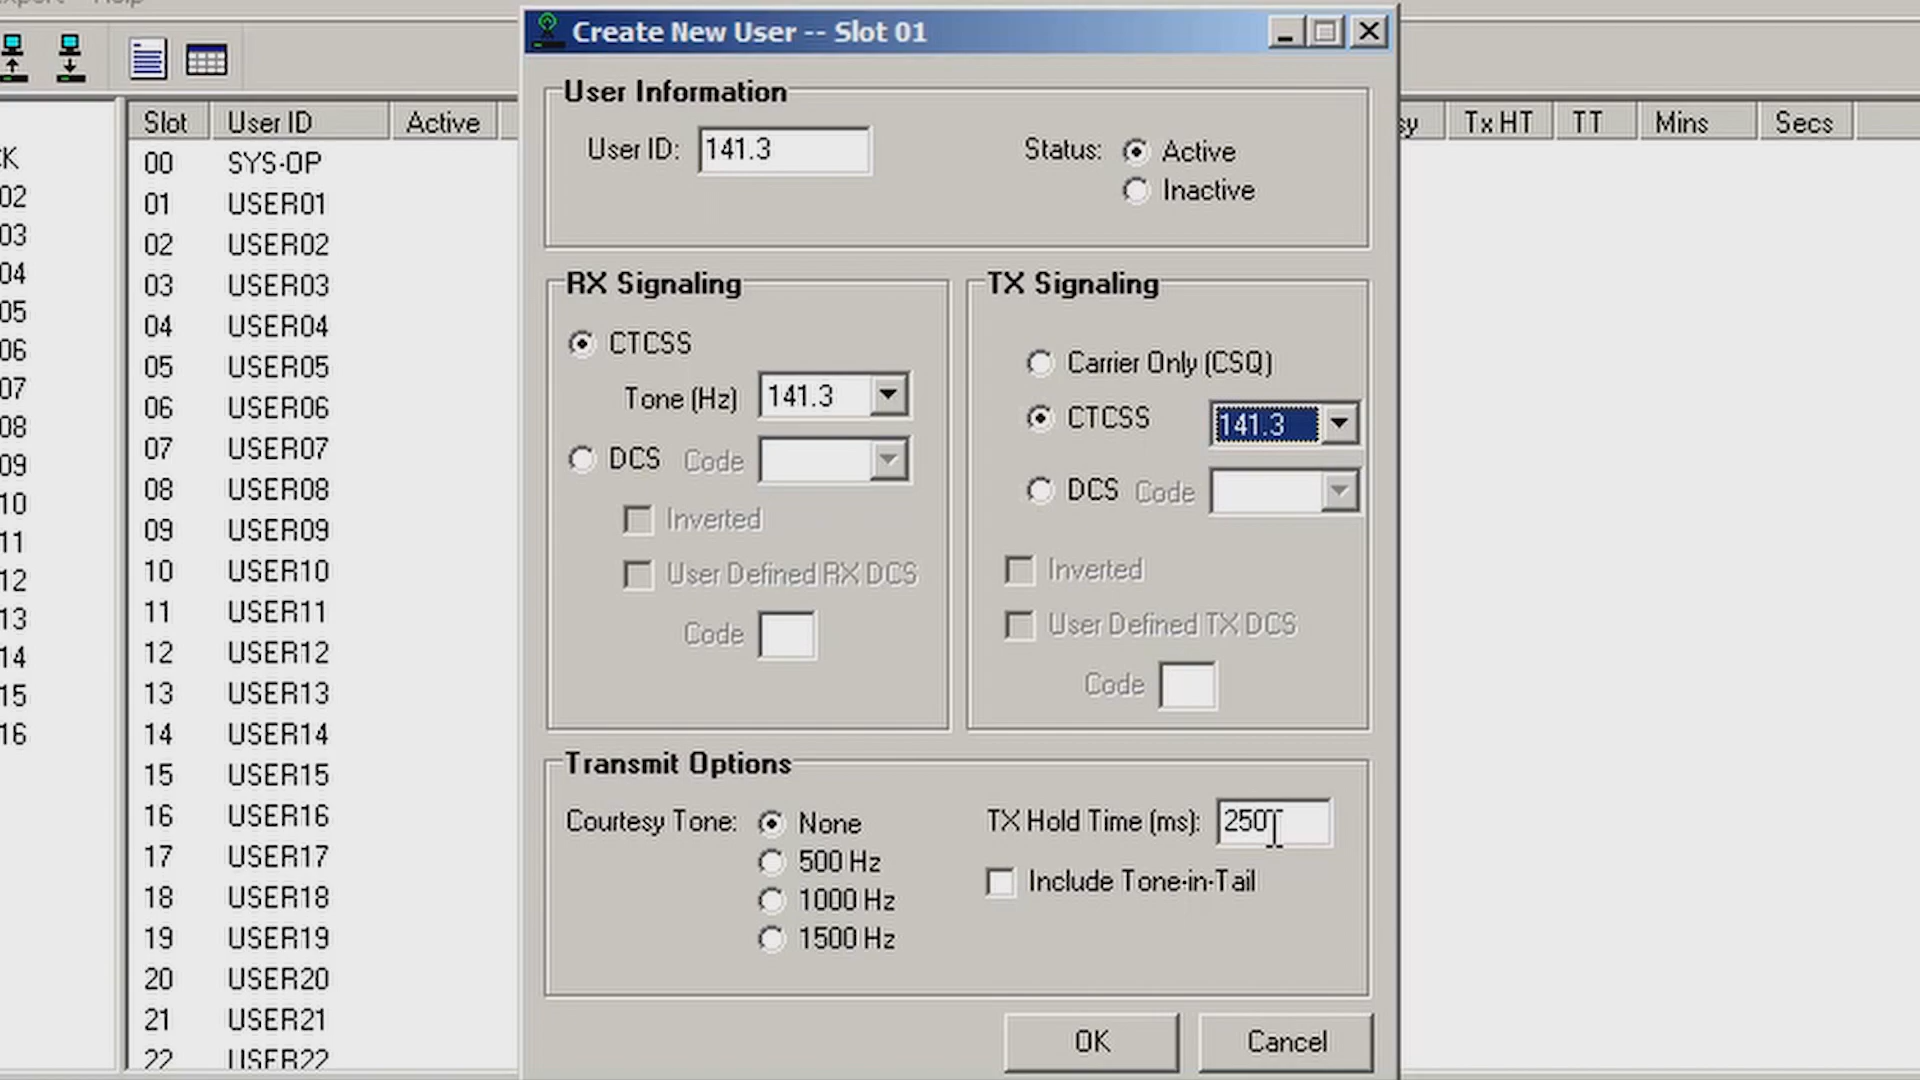 Create New User -- Slot 01
User Information
User ID: 141.3
Status: Active
Inactive
RX Signaling
CTCSS
Tone (Hz) 141.3
DCS Code
Inverted
User Defined RX DCS
Code
TX Signaling
Carrier Only (CSQ)
CTCSS 141.3
DCS Code
Inverted
User Defined TX DCS
Code
Transmit Options
Courtesy Tone: None
500 Hz
1000 Hz
1500 Hz
TX Hold Time (ms): 250
Include Tone-in-Tail
OK Cancel
Slot User ID Active
Tx HT TT Mins Secs
00 SYS-OP
01 USER01
02 USER02
03 USER03
04 USER04
05 USER05
06 USER06
07 USER07
08 USER08
09 USER09
10 USER10
11 USER11
12 USER12
13 USER13
14 USER14
15 USER15
16 USER16
17 USER17
18 USER18
19 USER19
20 USER20
21 USER21
22 USER22
02
03
04
05
06
07
08
09
10
11
12
13
14
15
16